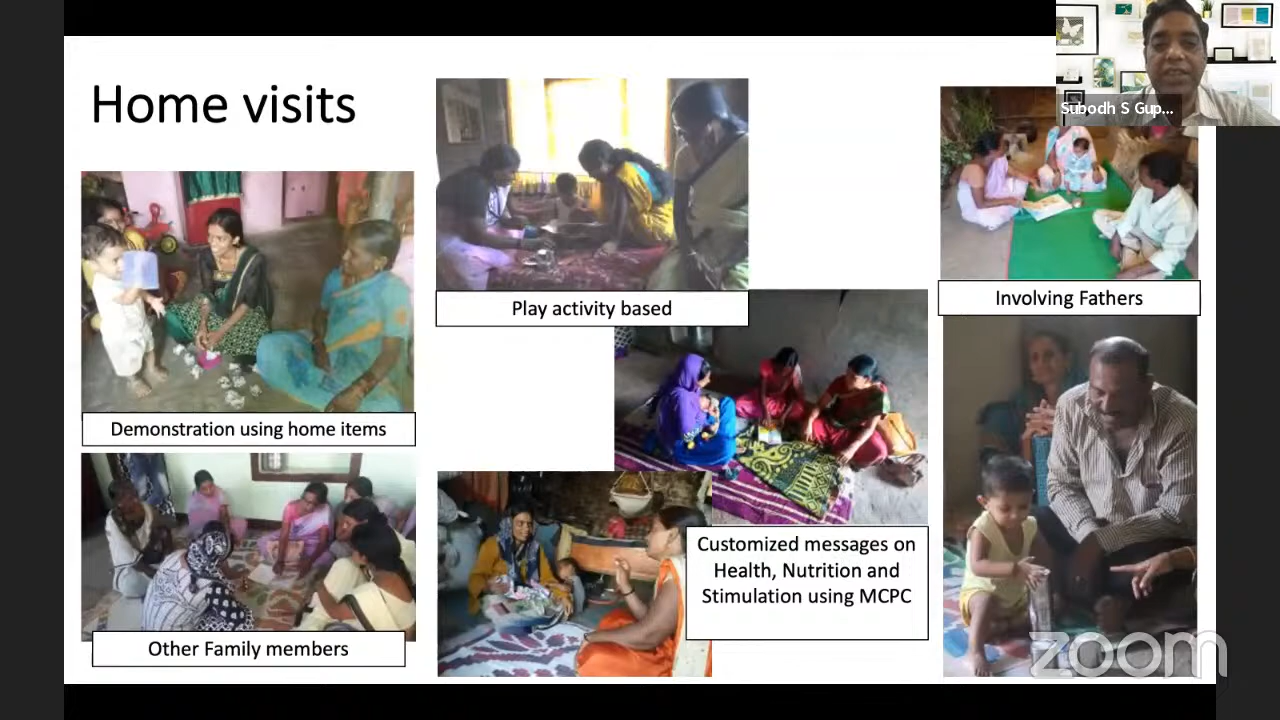 Home visits
Subodh S Gup...
Play activity based
Involving Fathers
Demonstration using home items
Customized messages on
Health, Nutrition and
Stimulation using MCPC
Other Family members
zoom